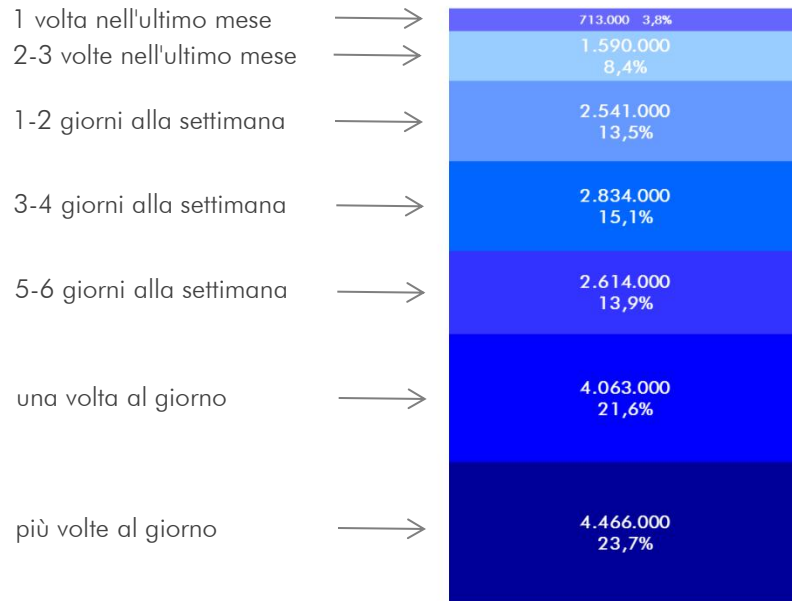 1 volta nell'ultimo mese
713.000 3,8%
2-3 volte nell'ultimo mese
1.590.000
8,4%
1-2 giorni alla settimana
2.541.000
13,5%
3-4 giorni alla settimana
2.834.000
15,1%
5-6 giorni alla settimana
2.614.000
13,9%
una volta al giorno
4.063.000
21,6%
più volte al giorno
4.466.000
23,7%